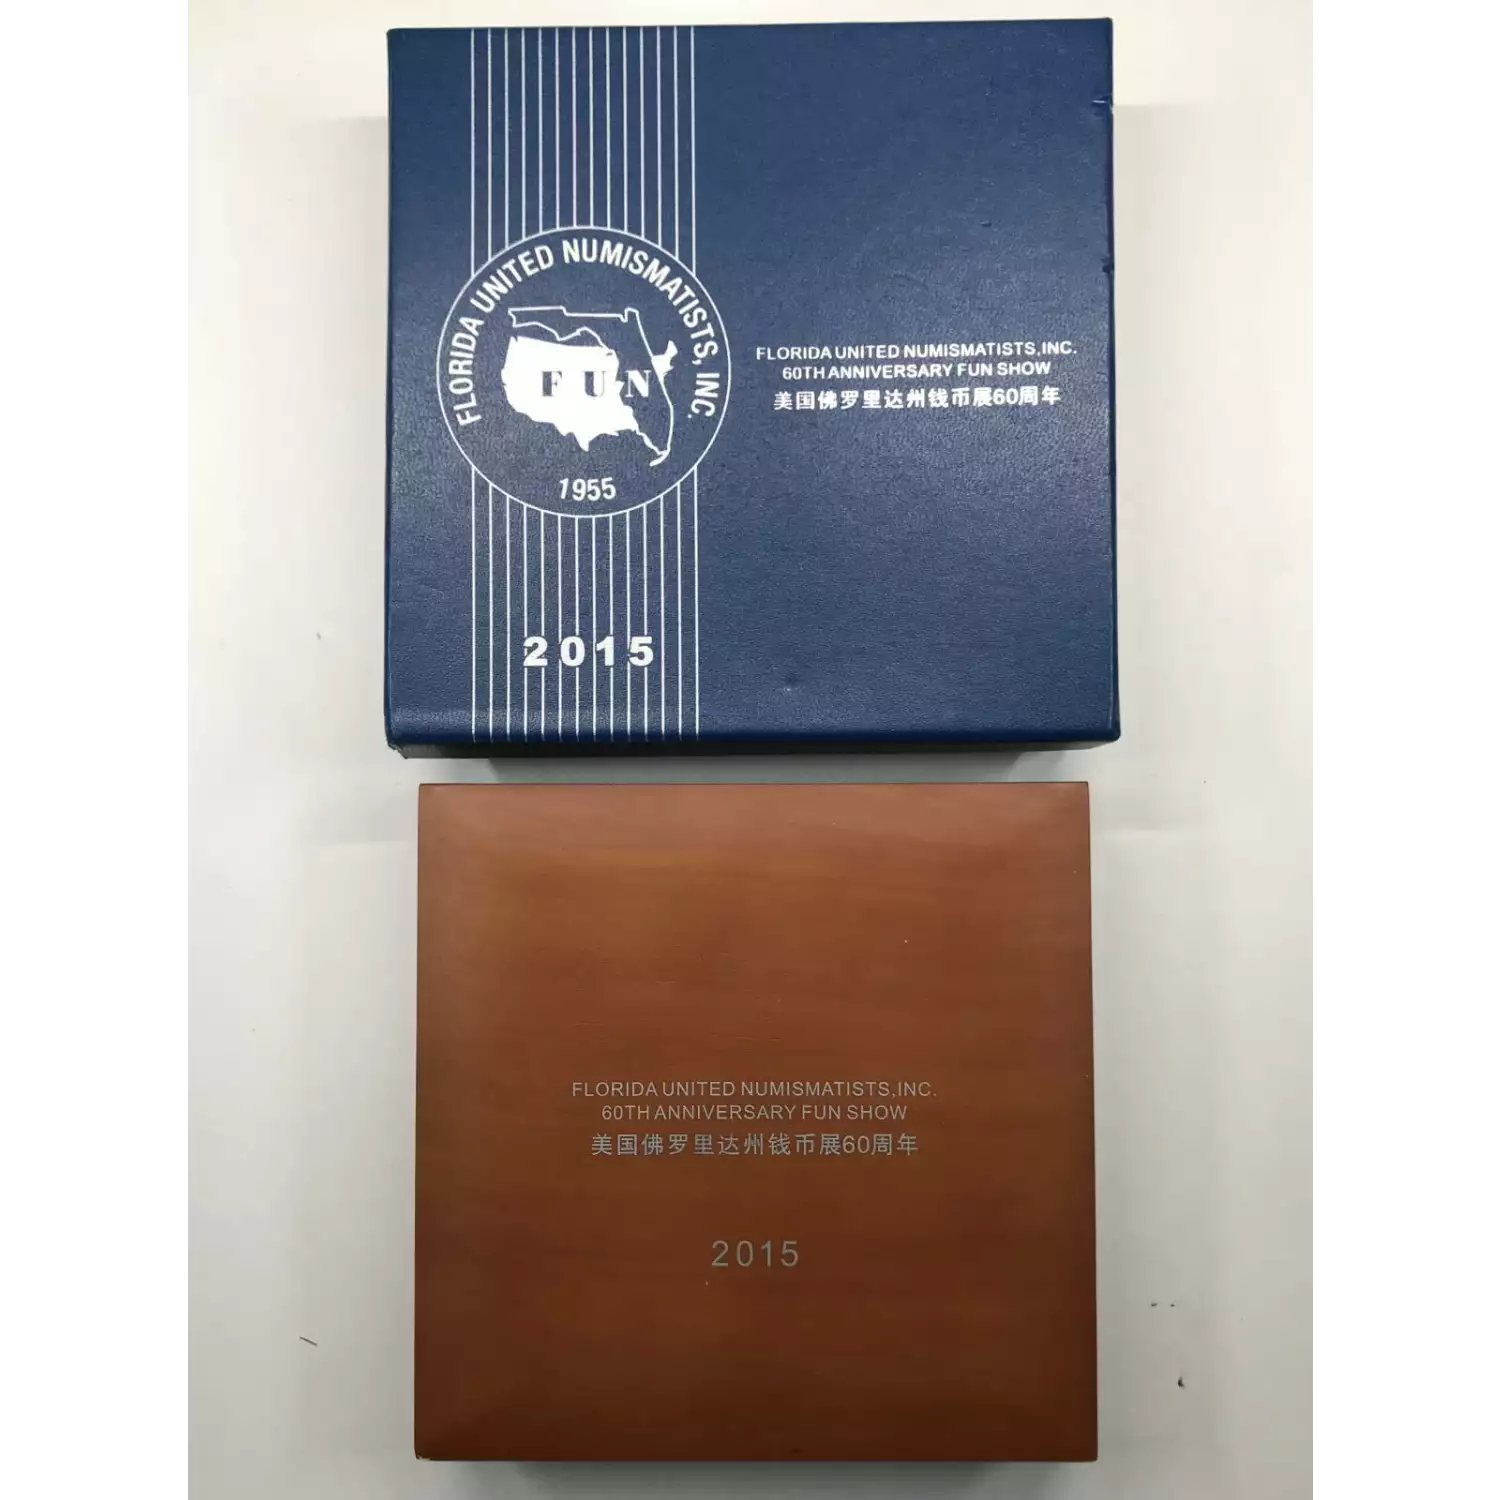 FLORIDA UNITED NUMISMATISTS, INC.
FUN
1955
2015
FLORIDA UNITED NUMISMATISTS,INC.
60TH ANNIVERSARY FUN SHOW
美国佛罗里达州钱币展60周年
FLORIDA UNITED NUMISMATISTS,INC.
60TH ANNIVERSARY FUN SHOW
美国佛罗里达州钱币展60周年
2015